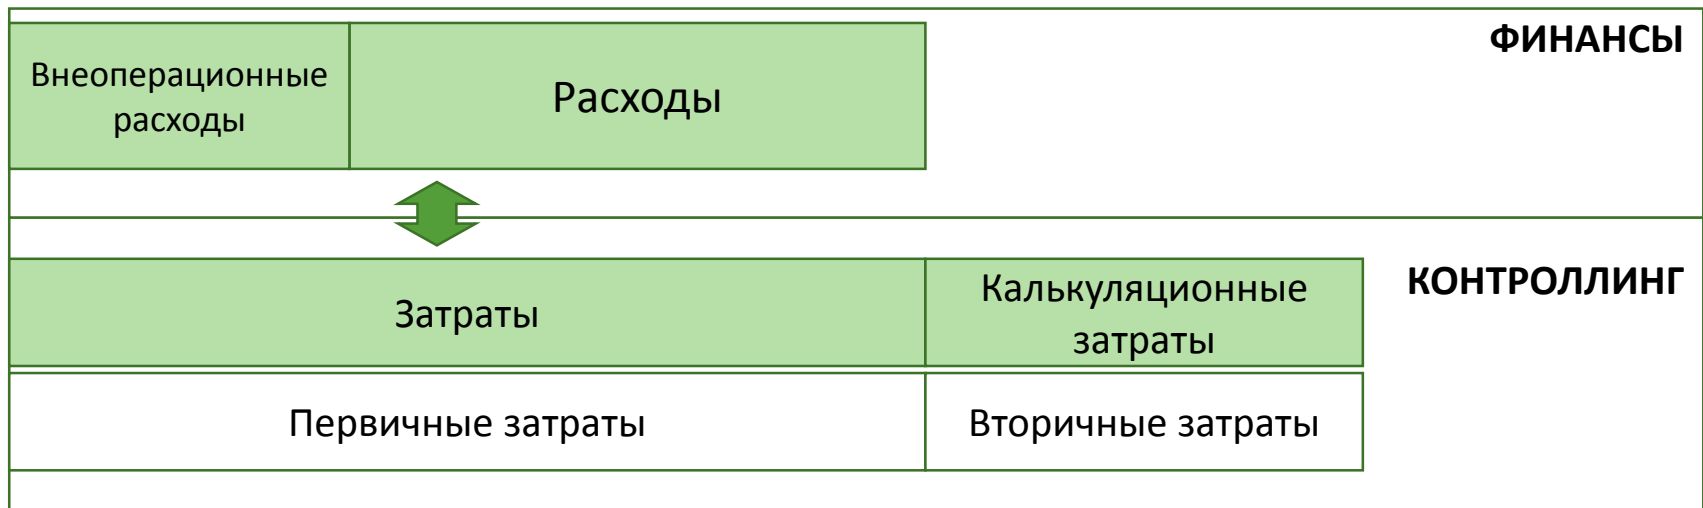 ФИНАНСЫ
Внеоперационные
расходы
Расходы
КОНТРОЛЛИНГ
Затраты
Калькуляционные
затраты
Первичные затраты
Вторичные затраты